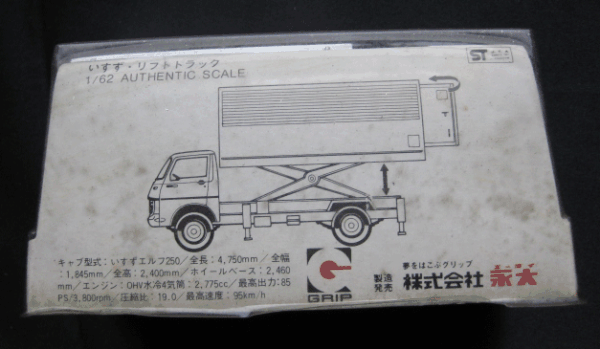 いすゞ・リフトトラック
1/62 AUTHENTIC SCALE
ST
キャブ型式：いすずエルフ250／全長：4,750mm／全幅
：1,845mm／全高：2,400mm／ホイールベース：2,460
mm／エンジン：OHV水冷4気筒：2,775cc／最高出力：85
PS/3,800rpm／圧縮比：19.0／最高速度：95km/h
GRIP
製造
発売
夢をはこぶグリップ
エーダイ
株式会社 永大